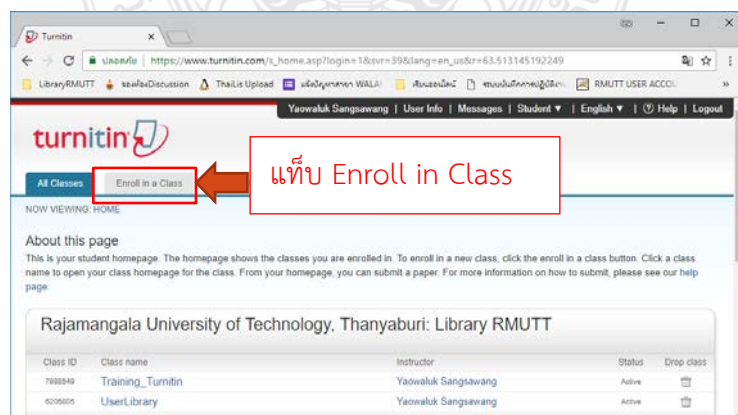 Turnitin
ปลอดภัย | https://www.turnitin.com/s_home.asp?login=1&svr=39&lang=en_us&r=63.513145192249
LibraryRMUTT
ThaiLis Upload
RMUTT USER ACCOU
»
Yaowaluk Sangsawang | User Info | Messages | Student ▼ | English ▼ | ? Help | Logout
turnitin
All Classes
Enroll in a Class
แท็บ Enroll in Class
NOW VIEWING: HOME
About this page
This is your student homepage. The homepage shows the classes you are enrolled in. To enroll in a new class, click the enroll in a class button. Click a class
name to open your class homepage for the class. From your homepage, you can submit a paper. For more information on how to submit, please see our help
page.
Rajamangala University of Technology, Thanyaburi: Library RMUTT
Class ID Class name Instructor Status Drop class
Training_Turnitin Yaowaluk Sangsawang Active
UserLibrary Yaowaluk Sangsawang Active